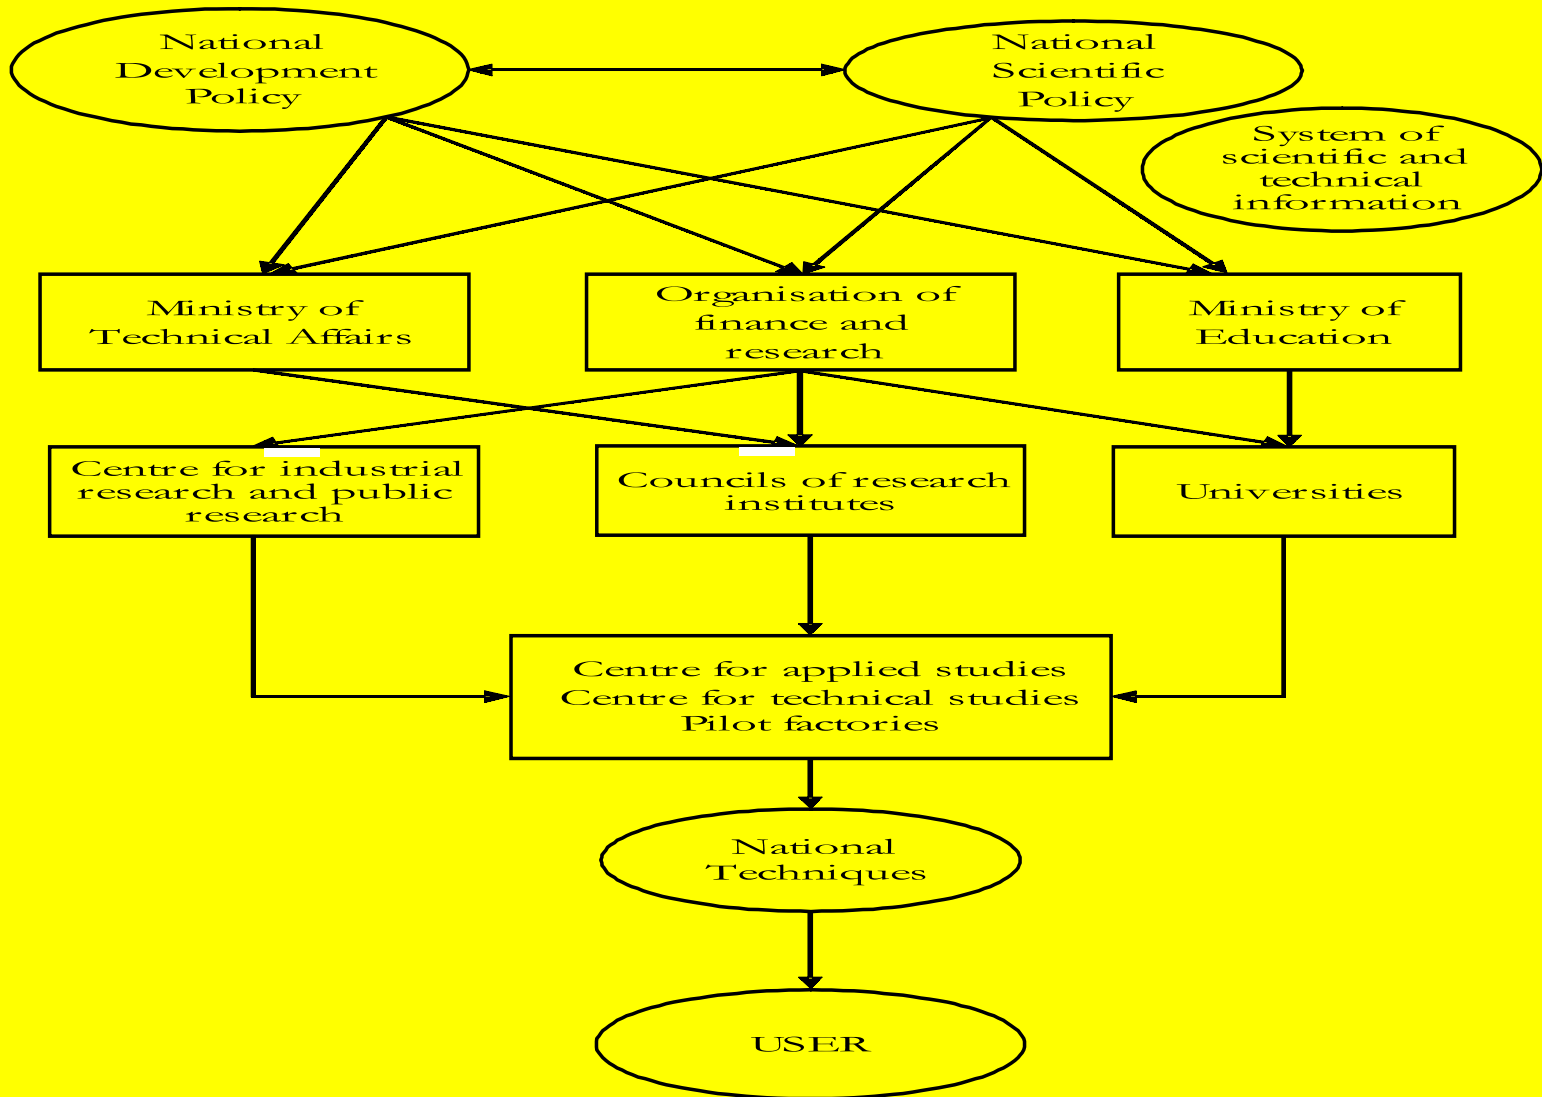 National
Development
Policy
National
Scientific
Policy
System of
scientific and
technical
information
Ministry of
Technical Affairs
Organisation of
finance and
research
Ministry of
Education
Centre for industrial
research and public
research
Councils of research
institutes
Universities
Centre for applied studies
Centre for technical studies
Pilot factories
National
Techniques
USER